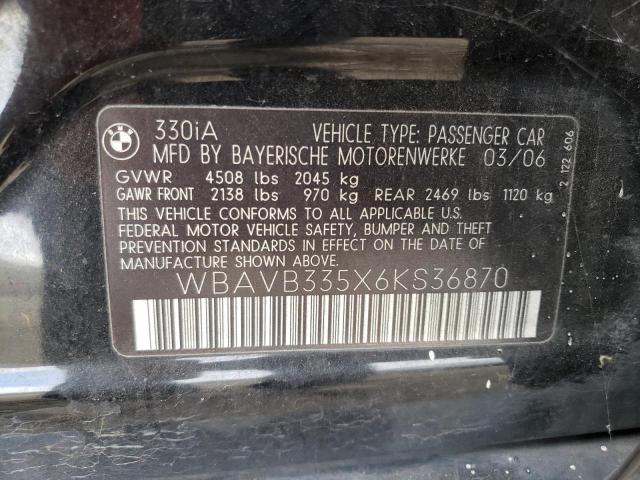 BMW
330iA VEHICLE TYPE: PASSENGER CAR
MFD BY BAYERISCHE MOTORENWERKE 03/06
GVWR 4508 lbs 2045 kg
GAWR FRONT 2138 lbs 970 kg REAR 2469 lbs 1120 kg
THIS VEHICLE CONFORMS TO ALL APPLICABLE U.S.
FEDERAL MOTOR VEHICLE SAFETY, BUMPER AND THEFT
PREVENTION STANDARDS IN EFFECT ON THE DATE OF
MANUFACTURE SHOWN ABOVE.
WBAVB335X6KS36870
2 122 606